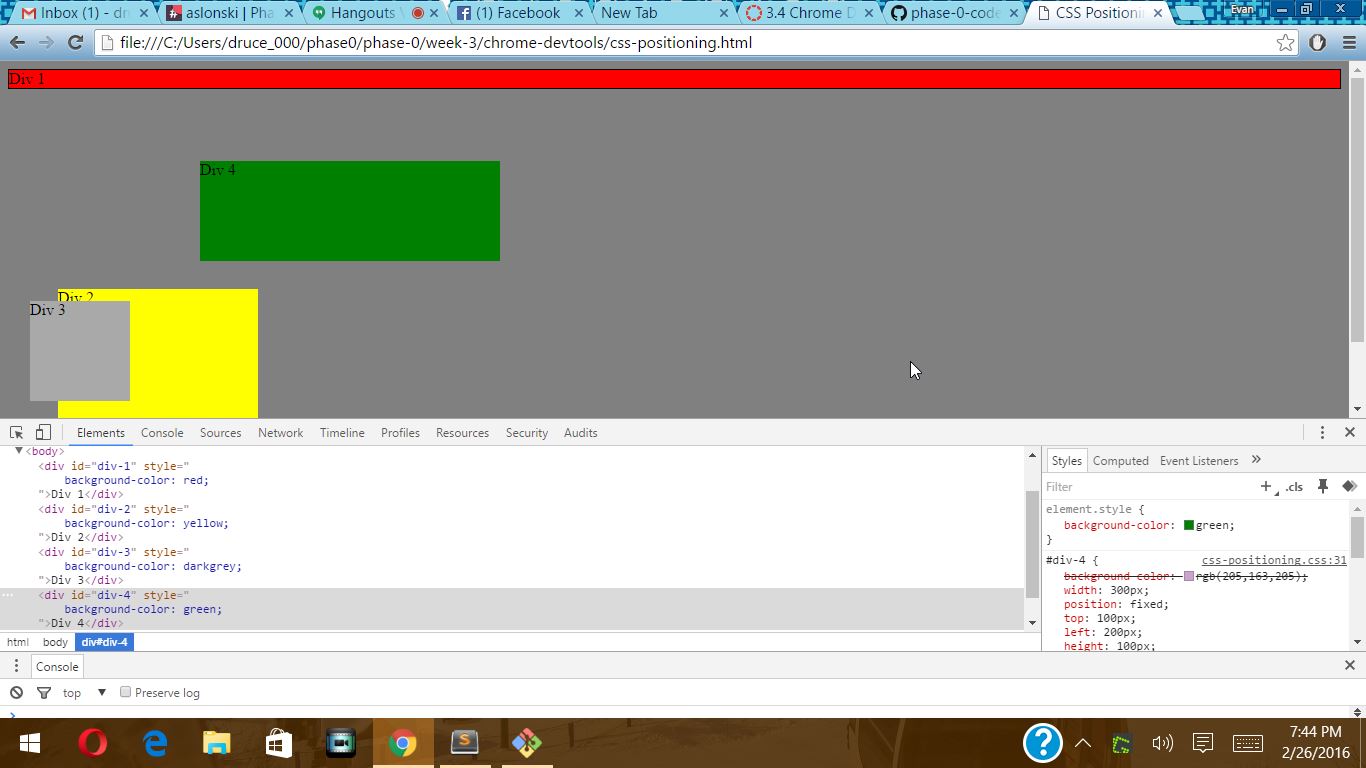 Inbox (1) - dr
aslonski | Pha
Hangouts
(1) Facebook
New Tab
3.4 Chrome D
phase-0-code
CSS Positioni
Evan
file:///C:/Users/druce_000/phase0/phase-0/week-3/chrome-devtools/css-positioning.html
Div 1
Div 4
Div 2
Div 3
Elements Console Sources Network Timeline Profiles Resources Security Audits
<body>
<div id="div-1" style="
background-color: red;
">Div 1</div>
<div id="div-2" style="
background-color: yellow;
">Div 2</div>
<div id="div-3" style="
background-color: darkgrey;
">Div 3</div>
<div id="div-4" style="
background-color: green;
">Div 4</div>
html body div#div-4
Styles Computed Event Listeners »
Filter + .cls
element.style {
background-color: green;
}
#div-4 { css-positioning.css:31
background-color: rgb(205,163,205);
width: 300px;
position: fixed;
top: 100px;
left: 200px;
height: 100px;
Console
top Preserve log
7:44 PM
2/26/2016